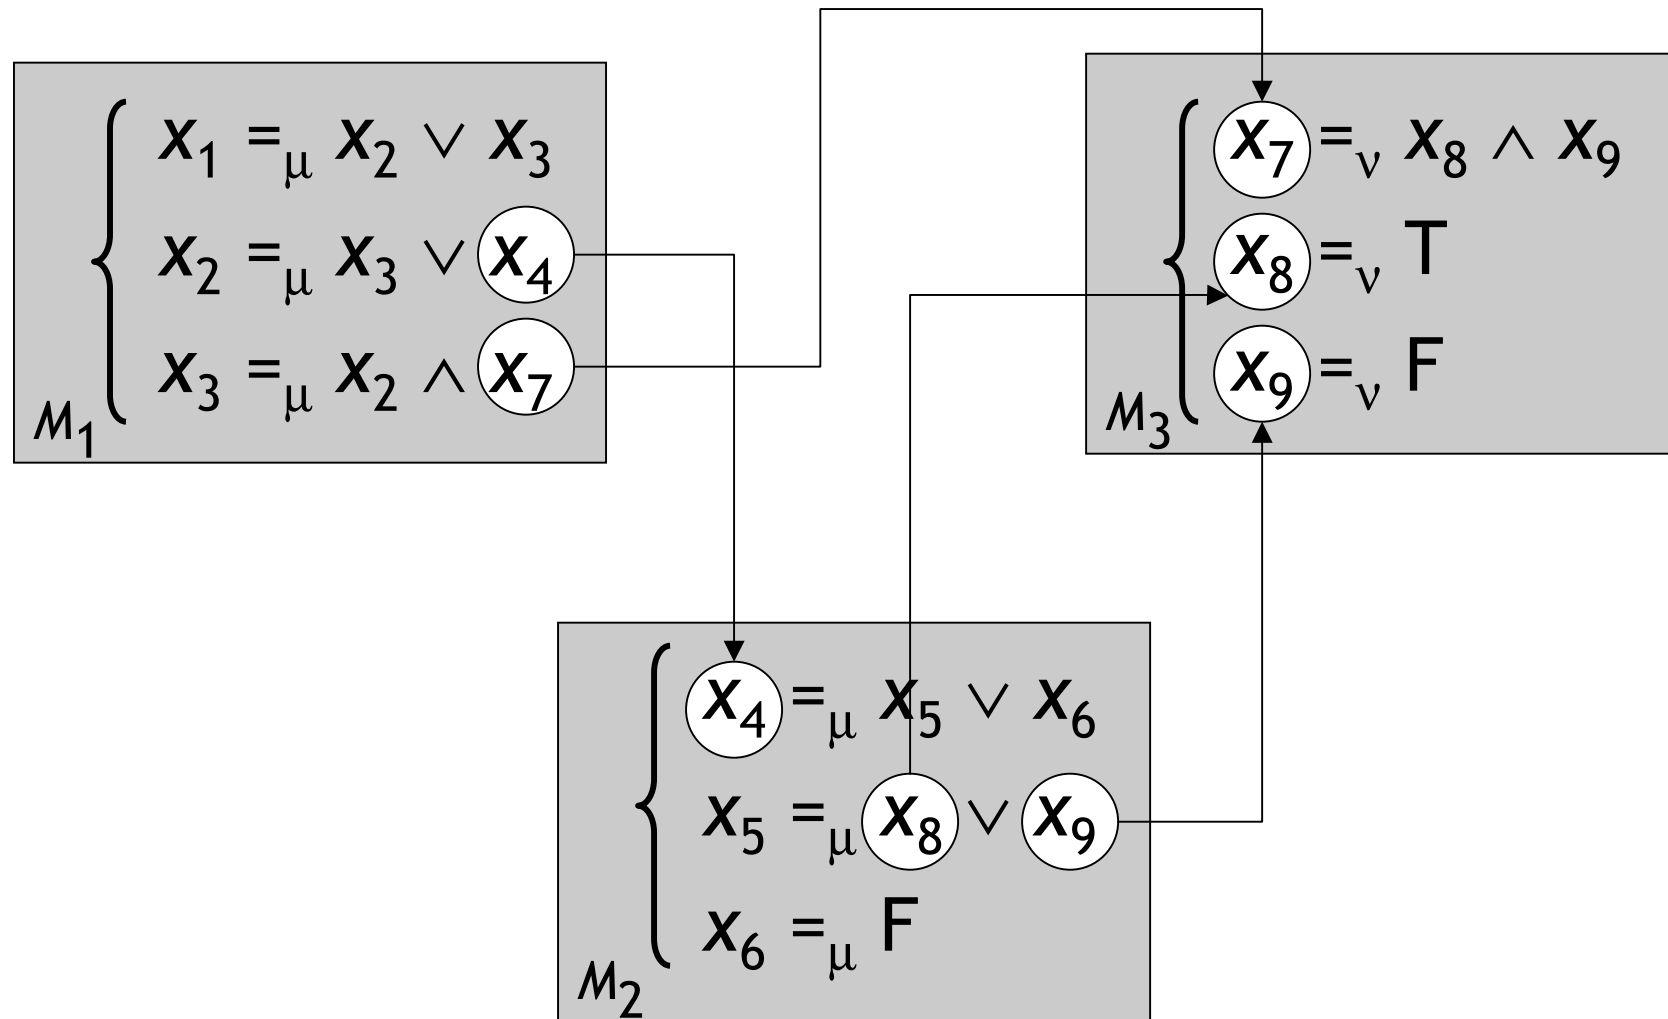 x₁ =μ x₂ ∨ x₃
x₂ =μ x₃ ∨ x₄
x₃ =μ x₂ ∧ x₇
M₁
x₇ =ν x₈ ∧ x₉
x₈ =ν T
x₉ =ν F
M₃
x₄ =μ x₅ ∨ x₆
x₅ =μ x₈ ∨ x₉
x₆ =μ F
M₂